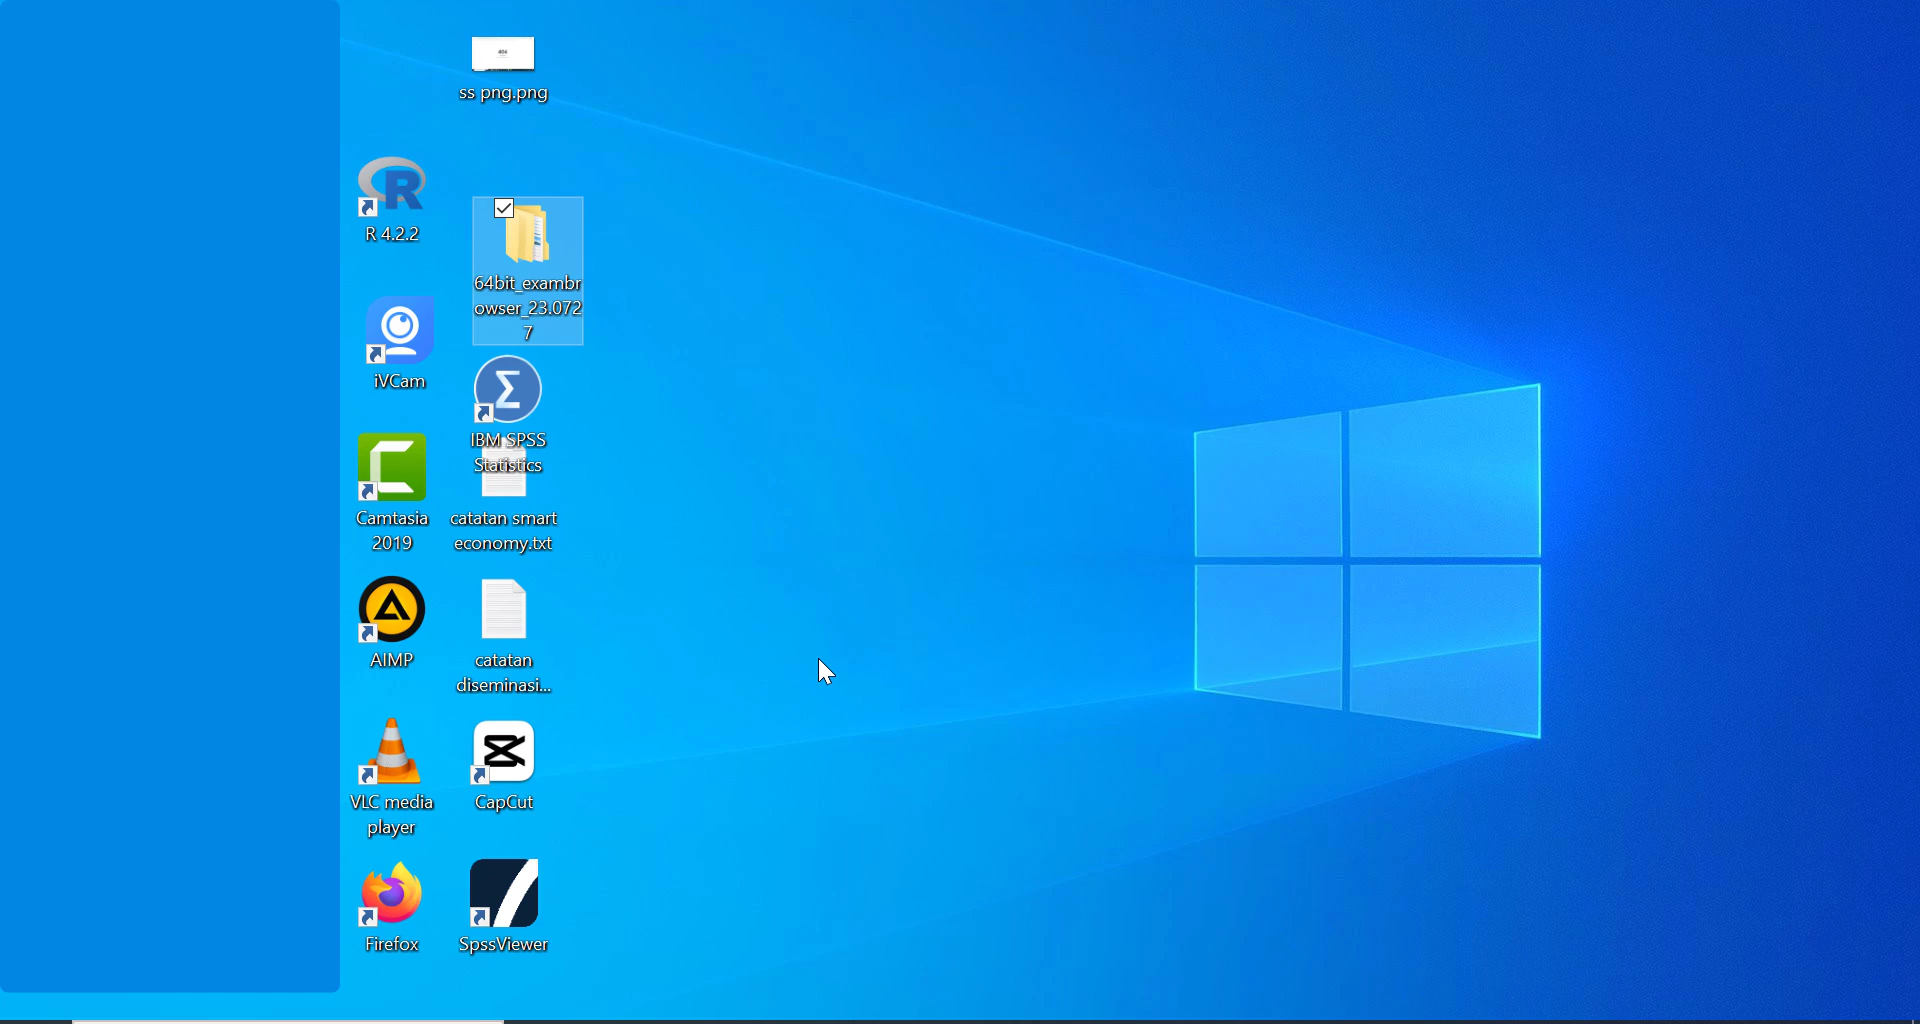 404
ss png.png
R 4.2.2
64bit_exambr
owser_23.072
7
iVCam
IBM SPSS
Statistics
Camtasia
2019
catatan smart
economy.txt
AIMP
catatan
diseminasi...
VLC media
player
CapCut
Firefox
SpssViewer